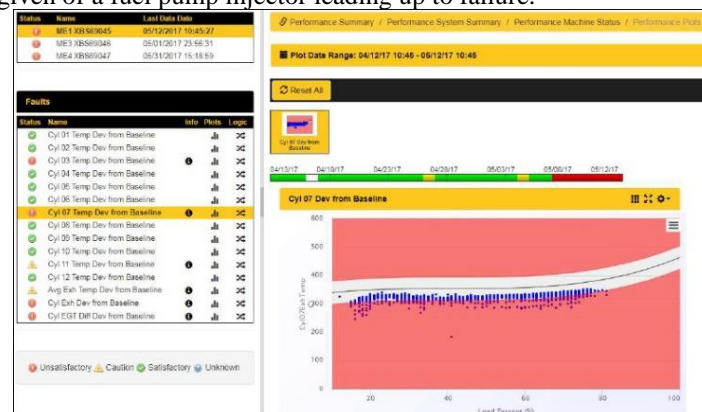 given of a fuel pump injector leading up to failure.
Status Name Last Data Date
ME1 XBS69045 05/12/2017 10:45:27
ME3 XBS69046 05/01/2017 23:56:31
ME4 XBS69047 05/31/2017 15:18:59
Faults
Status Name Info Plots Logic
Cyl 01 Temp Dev from Baseline
Cyl 02 Temp Dev from Baseline
Cyl 03 Temp Dev from Baseline
Cyl 04 Temp Dev from Baseline
Cyl 05 Temp Dev from Baseline
Cyl 06 Temp Dev from Baseline
Cyl 07 Temp Dev from Baseline
Cyl 08 Temp Dev from Baseline
Cyl 09 Temp Dev from Baseline
Cyl 10 Temp Dev from Baseline
Cyl 11 Temp Dev from Baseline
Cyl 12 Temp Dev from Baseline
Avg Exh Temp Dev from Baseline
Cyl Exh Dev from Baseline
Cyl EGT Diff Dev from Baseline
Unsatisfactory Caution Satisfactory Unknown
Performance Summary / Performance System Summary / Performance Machine Status / Performance Plots
Plot Date Range: 04/12/17 10:45 - 05/12/17 10:45
Reset All
Cyl 07 Dev from
Baseline
04/13/17 04/18/17 04/23/17 04/28/17 05/03/17 05/08/17 05/12/17
Cyl 07 Dev from Baseline
600
500
400
300
200
100
0
Cyl07Exh Temp
20 40 60 80 100
Load Percent (%)